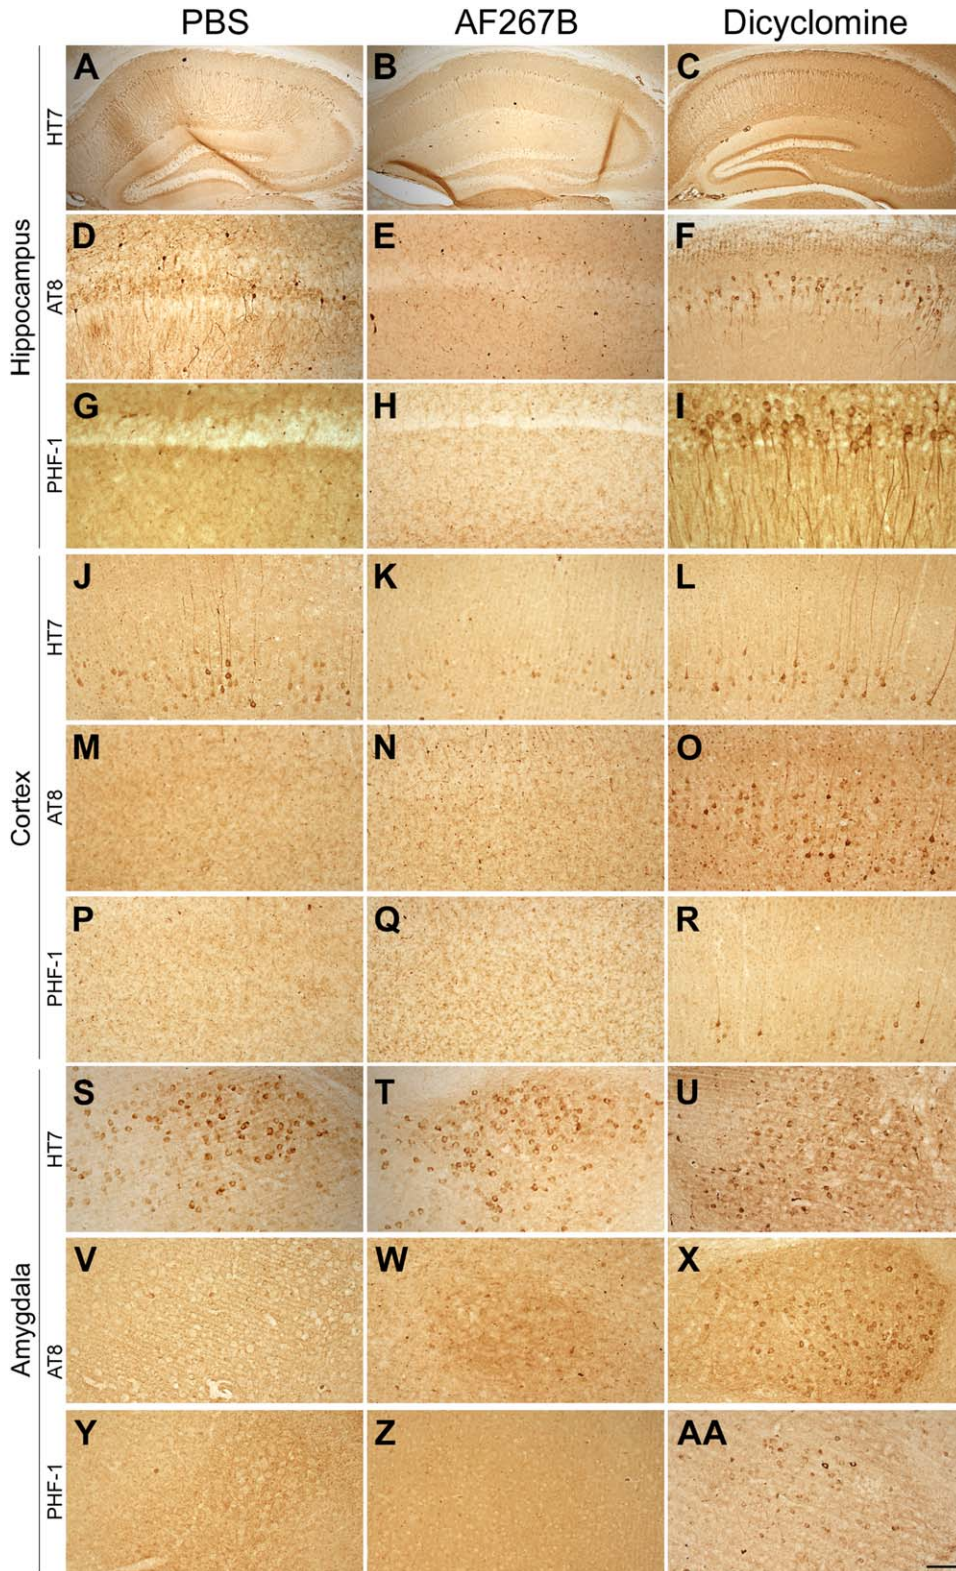 PBS AF267B Dicyclomine
Hippocampus
HT7
A B C
AT8
D E F
PHF-1
G H I
Cortex
HT7
J K L
AT8
M N O
PHF-1
P Q R
Amygdala
HT7
S T U
AT8
V W X
PHF-1
Y Z AA